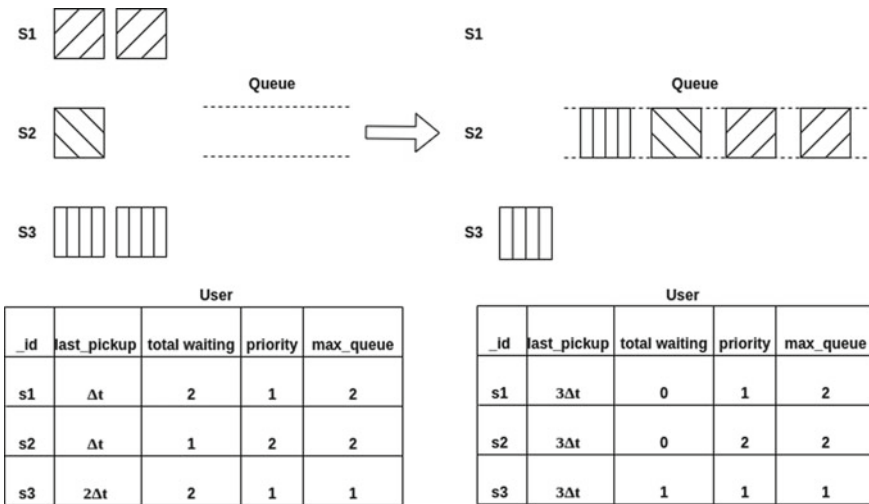 S1
S1
Queue
Queue
S2
S2
S3
S3
User
_id last_pickup total waiting priority max_queue
s1 Δt 2 1 2
s2 Δt 1 2 2
s3 2Δt 2 1 1
User
_id last_pickup total waiting priority max_queue
s1 3Δt 0 1 2
s2 3Δt 0 2 2
s3 3Δt 1 1 1